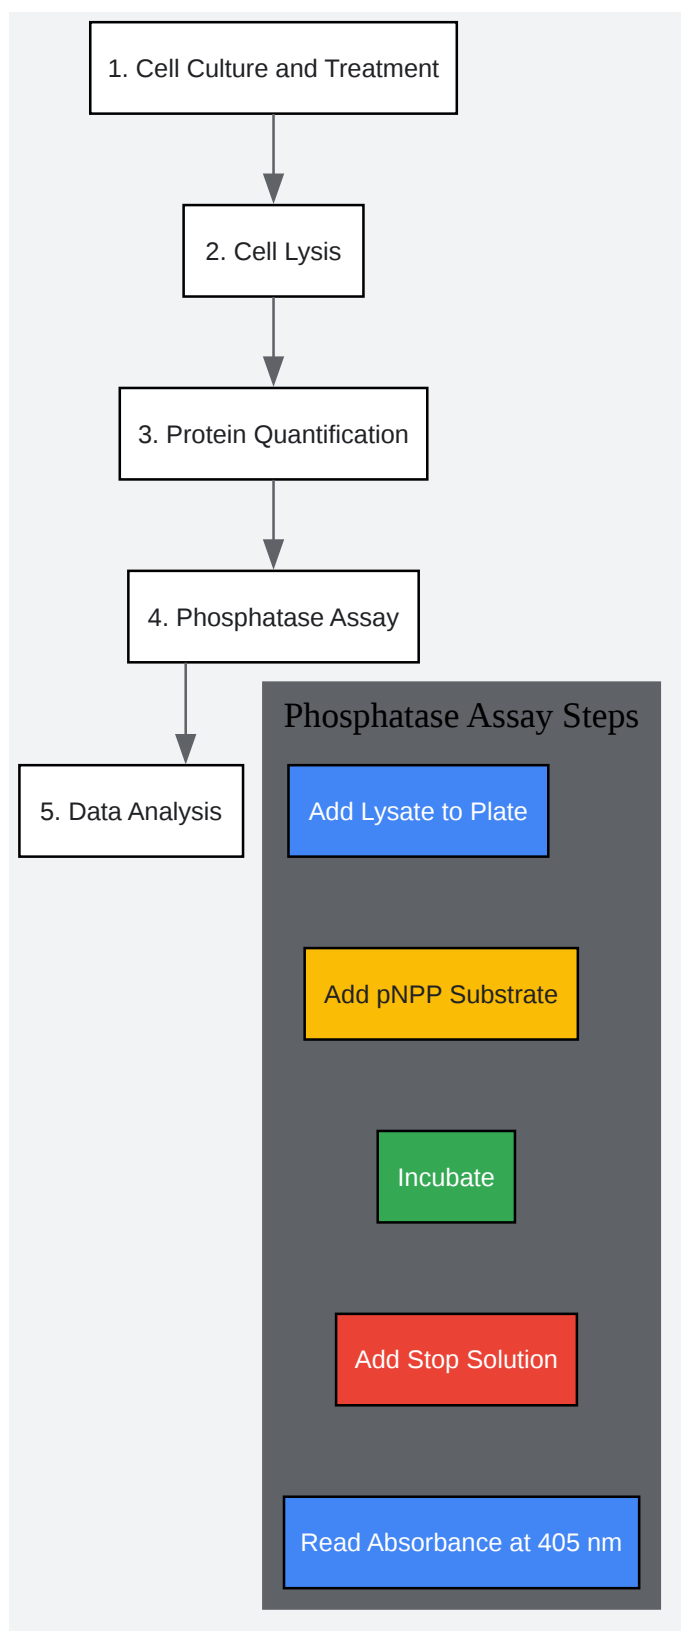 1. Cell Culture and Treatment
2. Cell Lysis
3. Protein Quantification
4. Phosphatase Assay
5. Data Analysis
Phosphatase Assay Steps
Add Lysate to Plate
Add pNPP Substrate
Incubate
Add Stop Solution
Read Absorbance at 405 nm